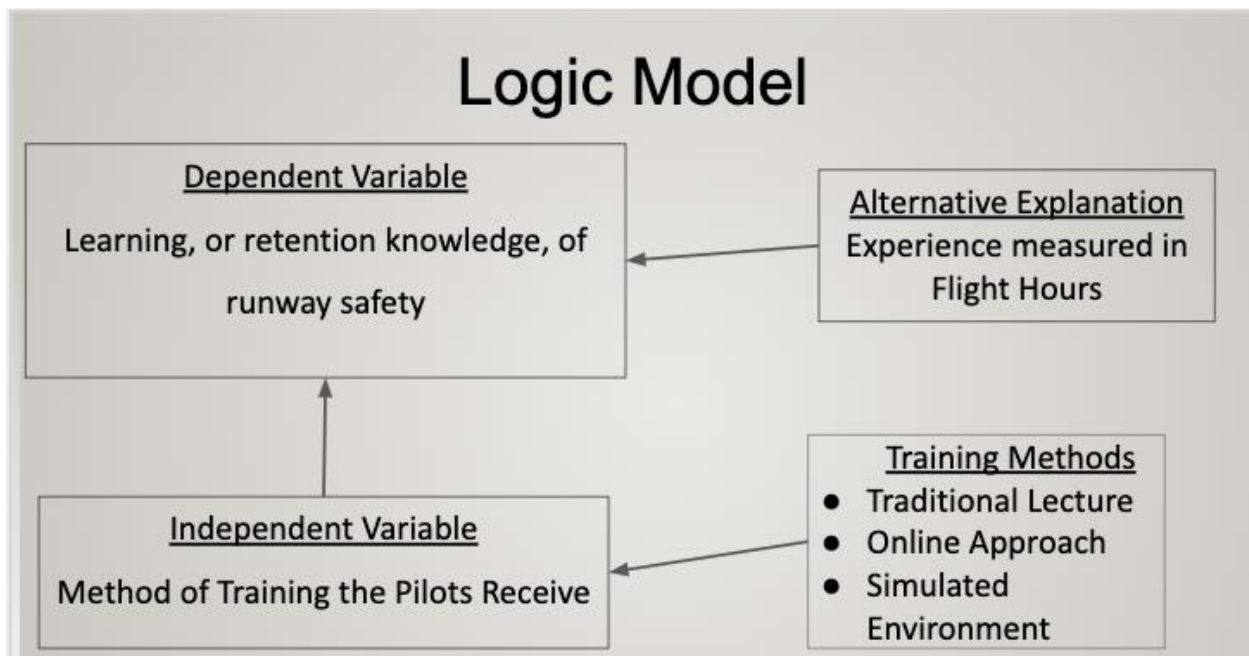 Logic Model
Dependent Variable
Learning, or retention knowledge, of
runway safety
Alternative Explanation
Experience measured in
Flight Hours
Independent Variable
Method of Training the Pilots Receive
Training Methods
● Traditional Lecture
● Online Approach
● Simulated
Environment